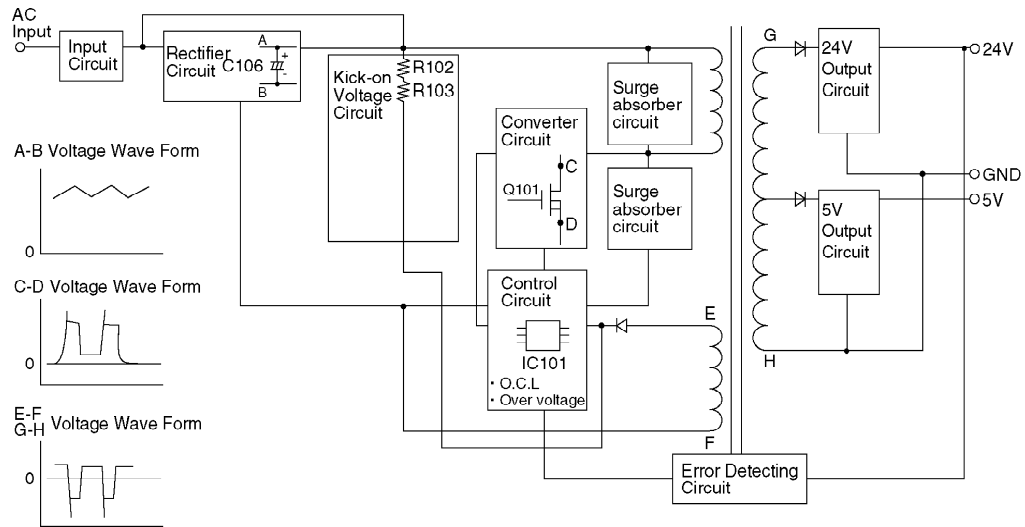 AC
Input
Input
Circuit
Rectifier
Circuit
C106
A
+
-
B
Kick-on
Voltage
Circuit
R102
R103
Converter
Circuit
C
Q101
D
Surge
absorber
circuit
Surge
absorber
circuit
Control
Circuit
IC101
· O.C.L
· Over voltage
E
F
G
H
24V
Output
Circuit
5V
Output
Circuit
24V
GND
5V
Error Detecting
Circuit
A-B Voltage Wave Form
0
C-D Voltage Wave Form
0
E-F
G-H Voltage Wave Form
0